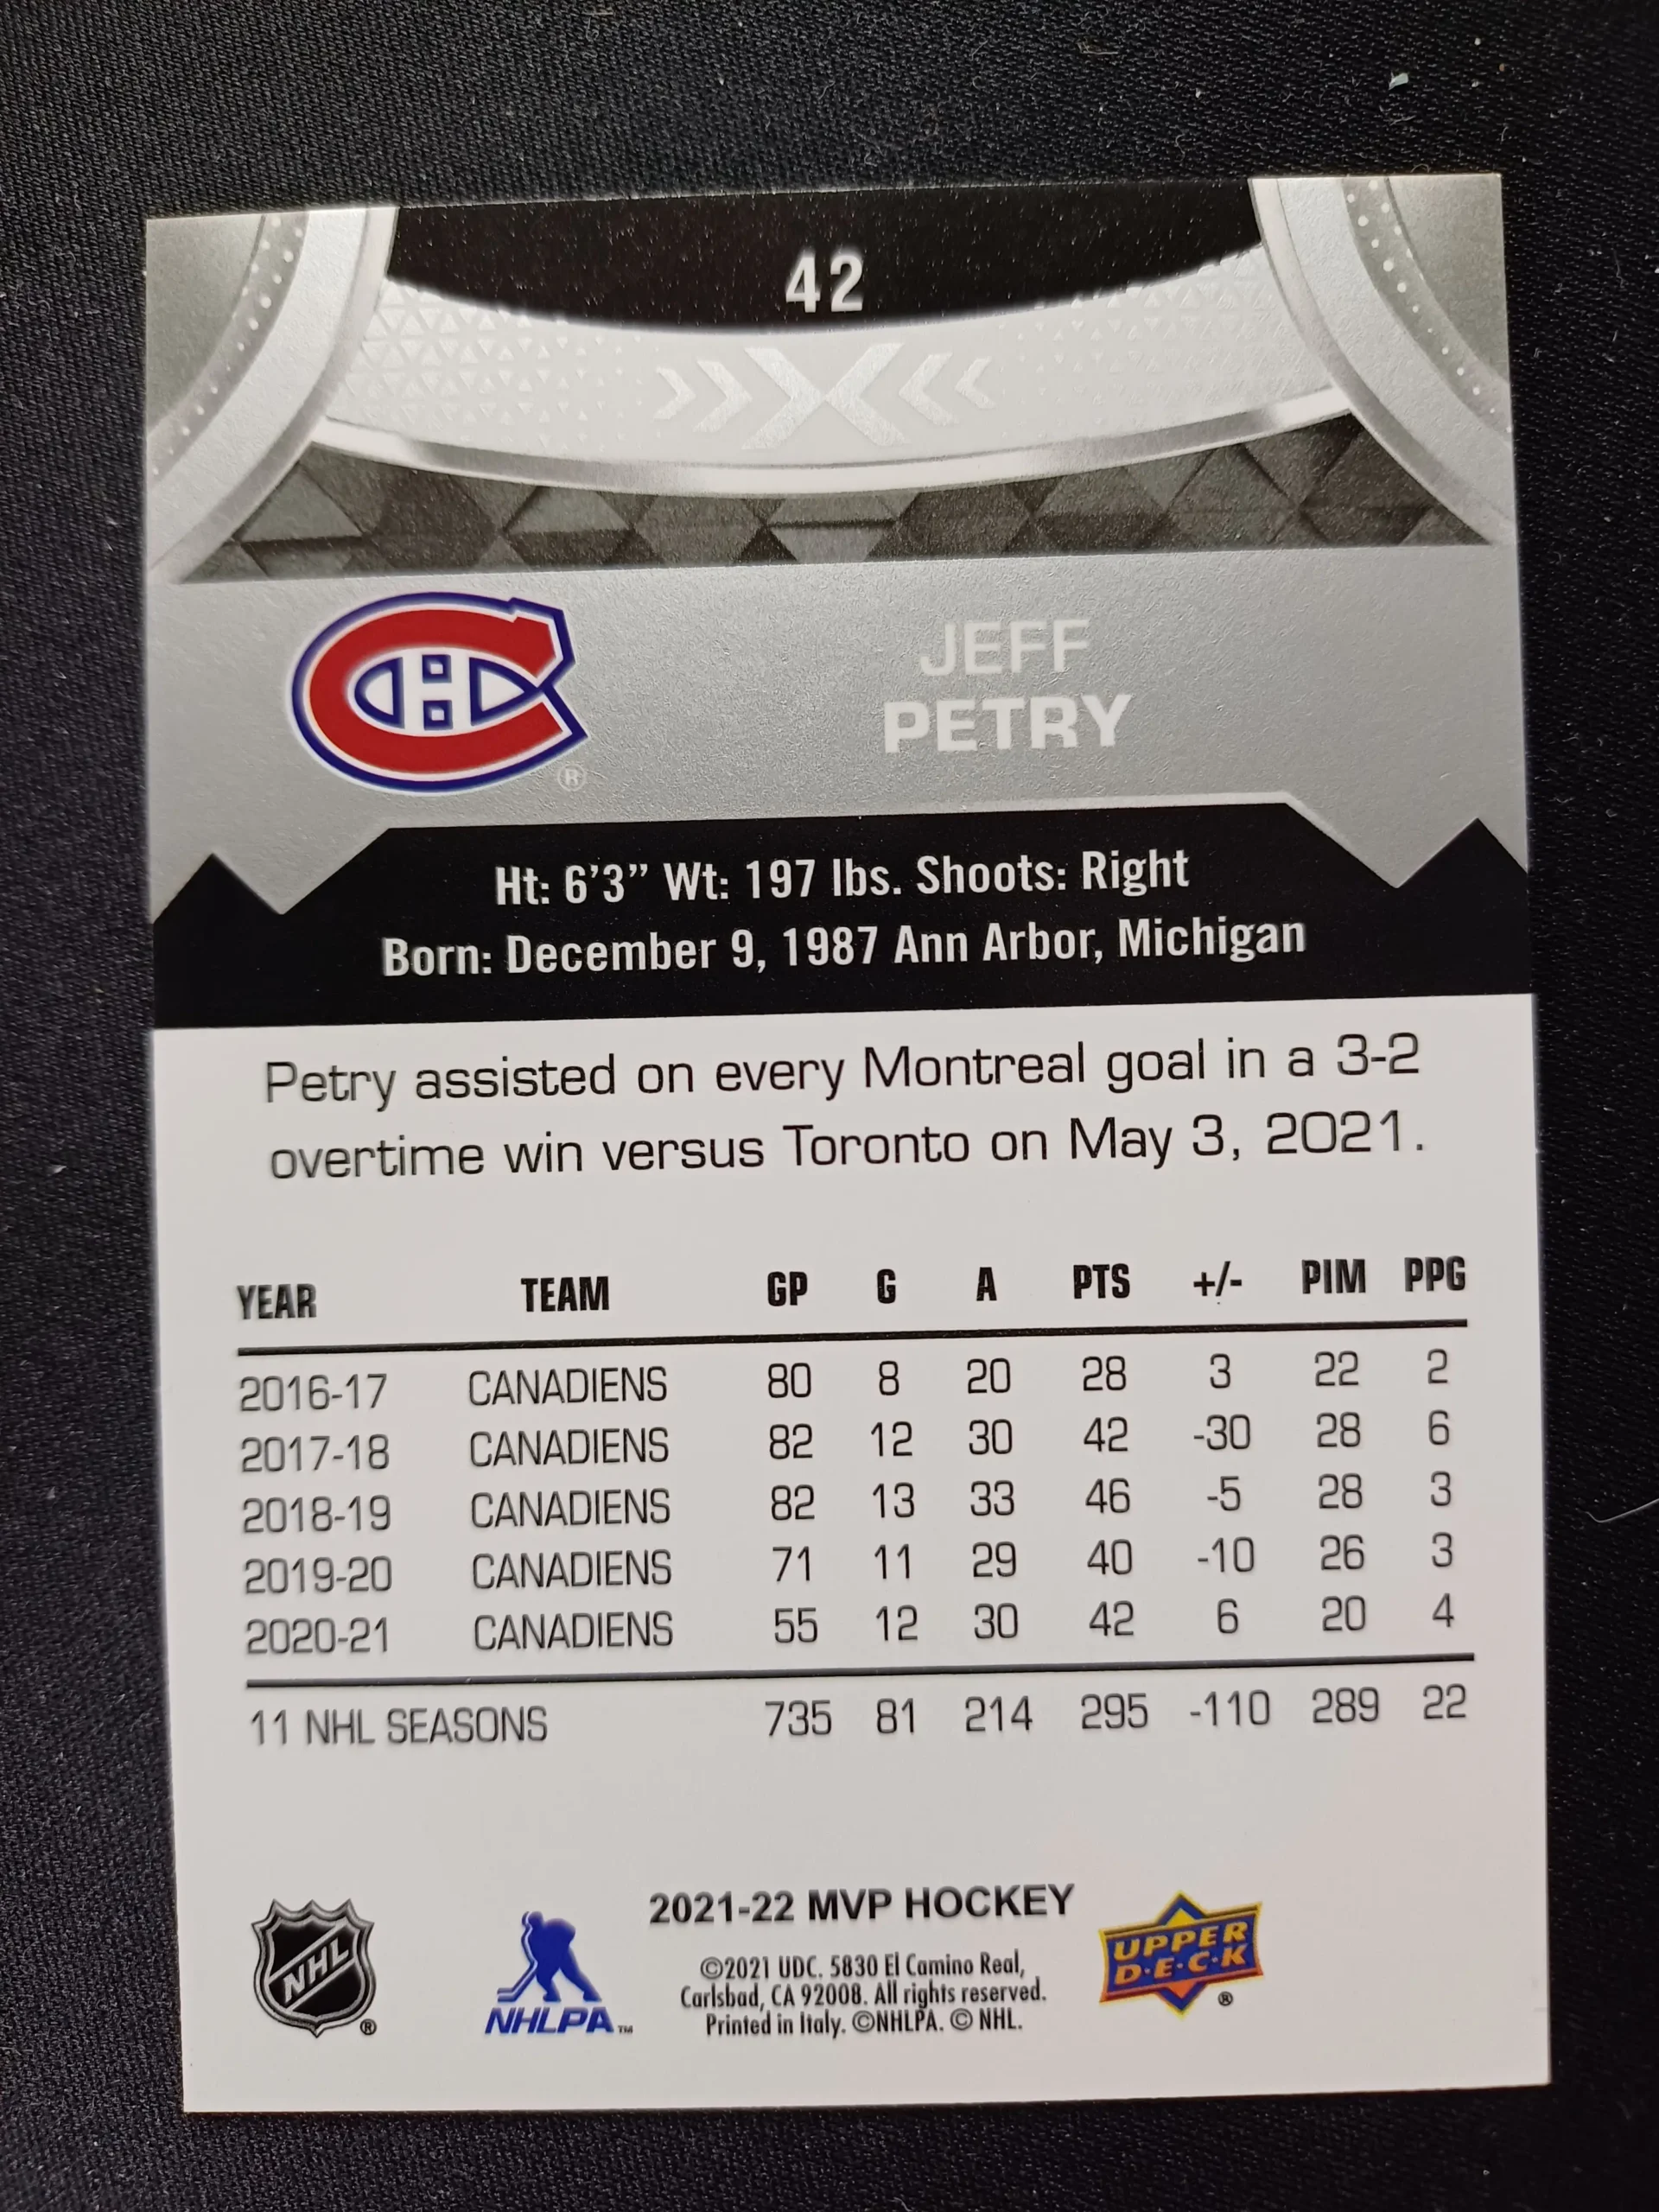 42
JEFF
PETRY
®
Ht: 6’3” Wt: 197 lbs. Shoots: Right
Born: December 9, 1987 Ann Arbor, Michigan
Petry assisted on every Montreal goal in a 3-2
overtime win versus Toronto on May 3, 2021.
YEAR TEAM GP G A PTS +/- PIM PPG
2016-17 CANADIENS 80 8 20 28 3 22 2
2017-18 CANADIENS 82 12 30 42 -30 28 6
2018-19 CANADIENS 82 13 33 46 -5 28 3
2019-20 CANADIENS 71 11 29 40 -10 26 3
2020-21 CANADIENS 55 12 30 42 6 20 4
11 NHL SEASONS 735 81 214 295 -110 289 22
NHL ®
NHLPA™
2021-22 MVP HOCKEY
©2021 UDC. 5830 El Camino Real,
Carlsbad, CA 92008. All rights reserved.
Printed in Italy. ©NHLPA. © NHL.
UPPER
D·E·C·K ®